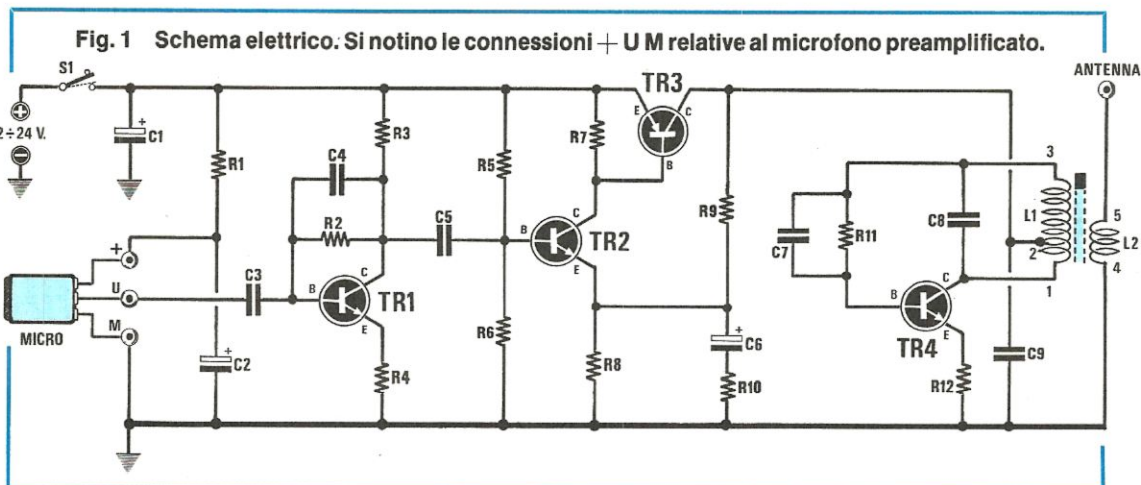 Fig. 1 Schema elettrico. Si notino le connessioni + U M relative al microfono preamplificato.
ANTENNA
S1
TR3
E
C
B
2÷24 V.
+
C1
R1
R3
C4
R2
R5
R7
R9
C5
C7
R11
C8
3
L1
2
1
5
L2
4
+
U
M
MICRO
C3
B
C
E
TR1
B
C
E
TR2
B
C
E
TR4
+
C2
R4
R6
R8
+
C6
R10
R12
C9